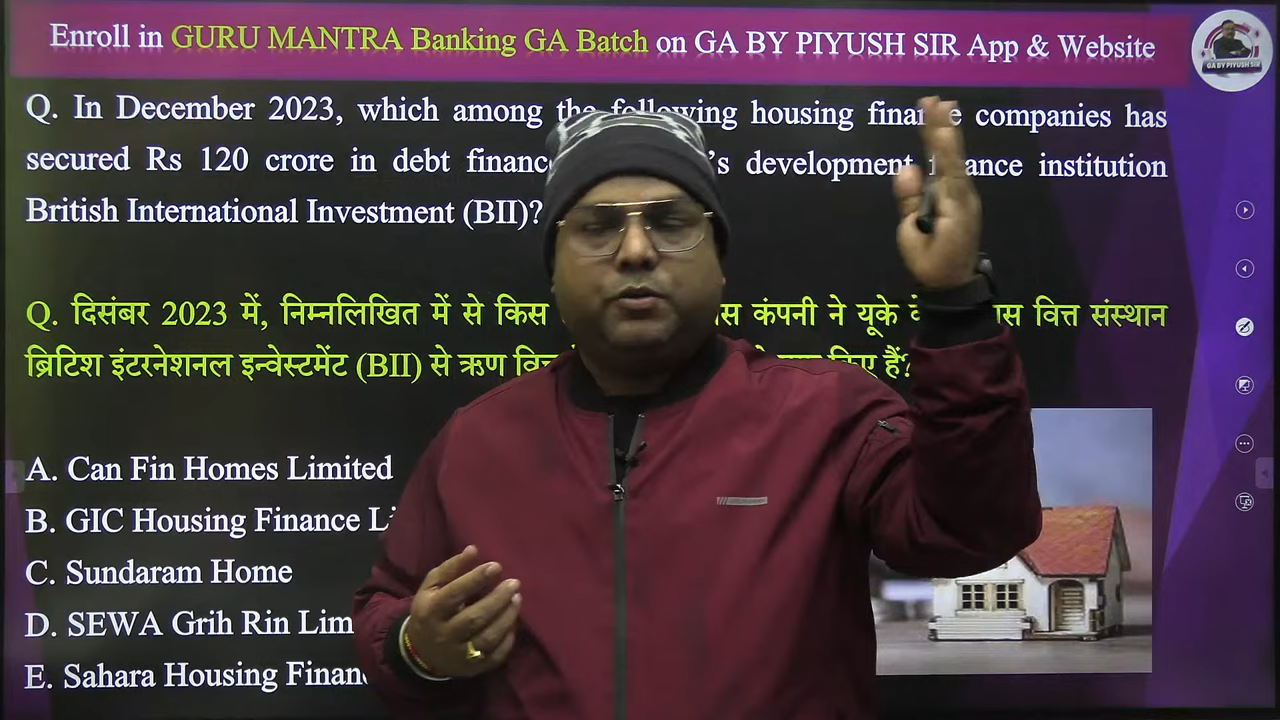 Enroll in GURU MANTRA Banking GA Batch on GA BY PIYUSH SIR App & Website
GA BY PIYUSH SIR
Q. In December 2023, which among the following housing finance companies has
secured Rs 120 crore in debt 's development finance institution
British International Investment (BII)?
Q. दिसंबर 2023 में, निम्नलिखित में से किस कंपनी ने यूके वित्त संस्थान
ब्रिटिश इंटरनेशनल इन्वेस्टमेंट (BII) से ऋण किए हैं?
A. Can Fin Homes Limited
B. GIC Housing Finance
C. Sundaram Home
D. SEWA Grih Rin
E. Sahara Housing